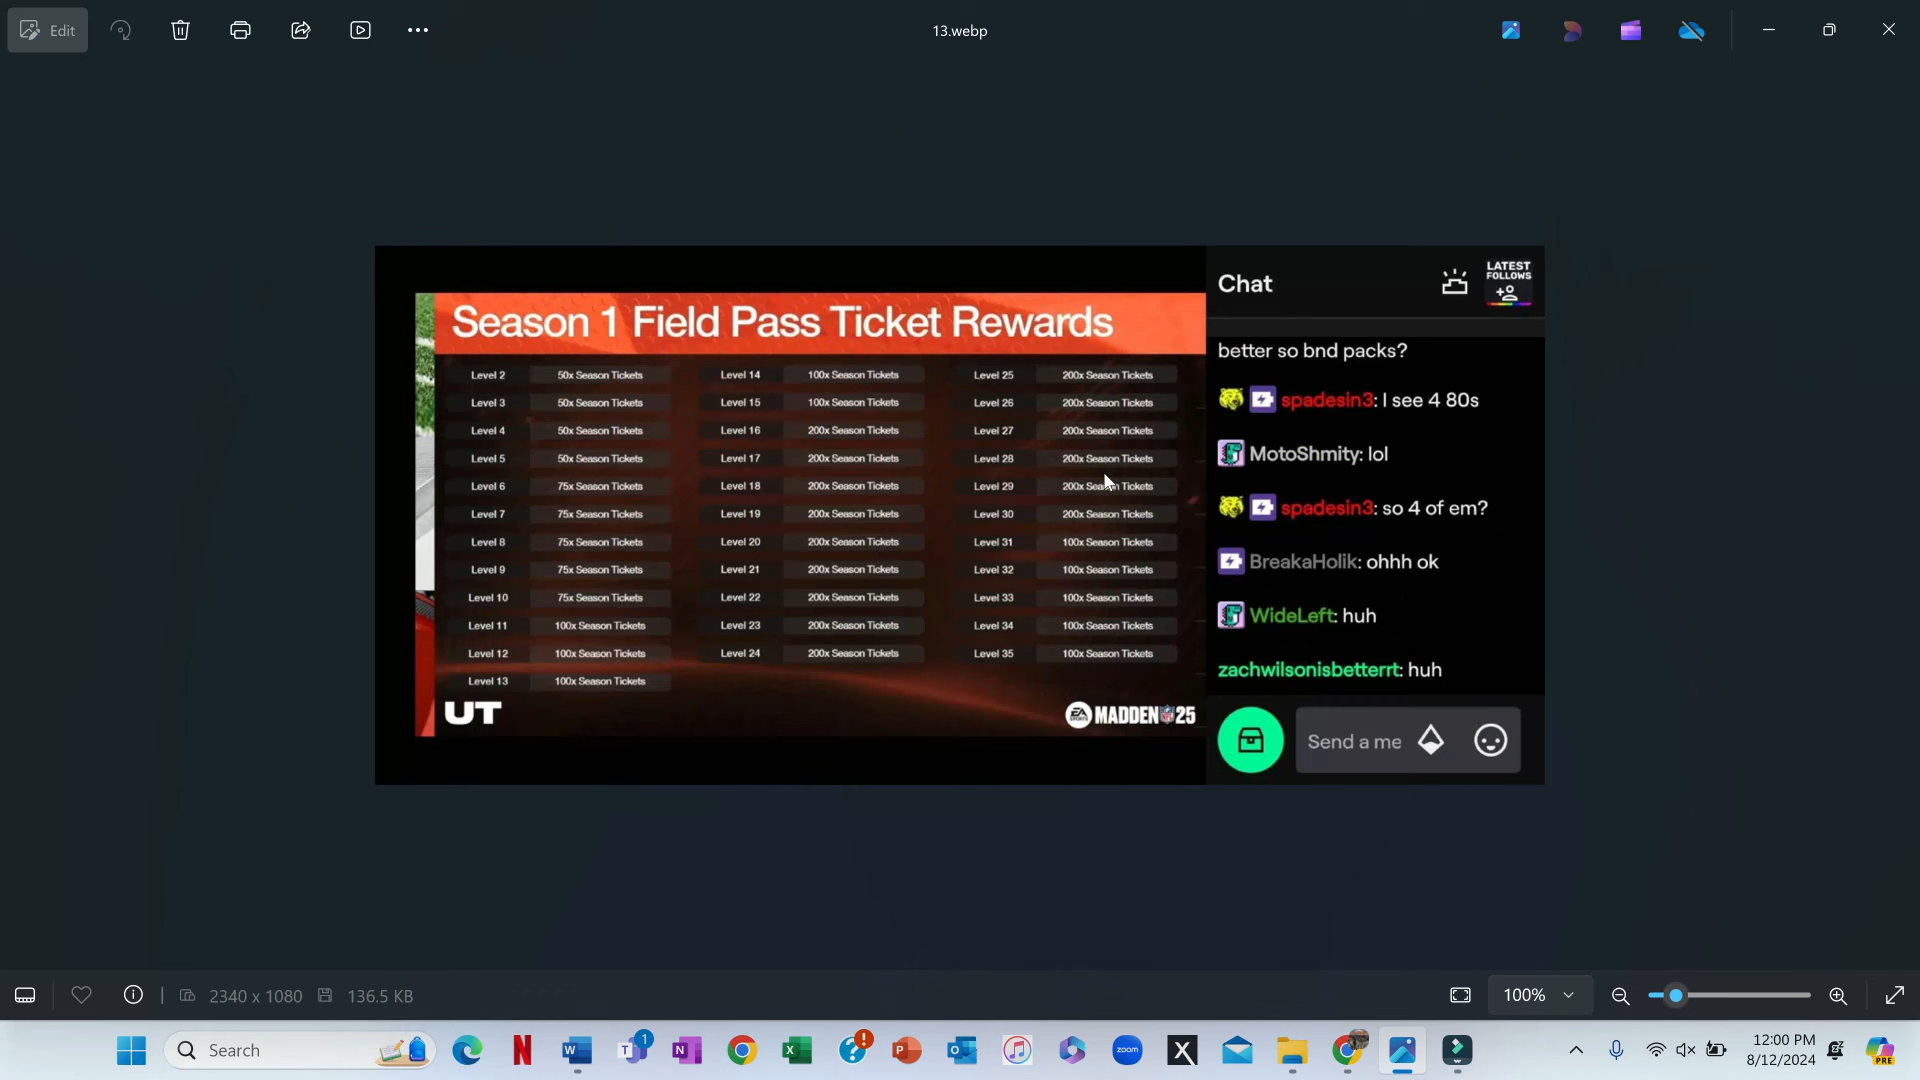 Edit
13.webp
Season 1 Field Pass Ticket Rewards
Level 2 50x Season Tickets
Level 3 50x Season Tickets
Level 4 50x Season Tickets
Level 5 50x Season Tickets
Level 6 75x Season Tickets
Level 7 75x Season Tickets
Level 8 75x Season Tickets
Level 9 75x Season Tickets
Level 10 75x Season Tickets
Level 11 100x Season Tickets
Level 12 100x Season Tickets
Level 13 100x Season Tickets
Level 14 100x Season Tickets
Level 15 100x Season Tickets
Level 16 200x Season Tickets
Level 17 200x Season Tickets
Level 18 200x Season Tickets
Level 19 200x Season Tickets
Level 20 200x Season Tickets
Level 21 200x Season Tickets
Level 22 200x Season Tickets
Level 23 200x Season Tickets
Level 24 200x Season Tickets
Level 25 200x Season Tickets
Level 26 200x Season Tickets
Level 27 200x Season Tickets
Level 28 200x Season Tickets
Level 29 200x Season Tickets
Level 30 200x Season Tickets
Level 31 100x Season Tickets
Level 32 100x Season Tickets
Level 33 100x Season Tickets
Level 34 100x Season Tickets
Level 35 100x Season Tickets
UT
EA SPORTS MADDEN NFL 25
Chat
LATEST
FOLLOWS
better so bnd packs?
spadesin3: I see 4 80s
MotoShmity: lol
spadesin3: so 4 of em?
BreakaHolik: ohhh ok
WideLeft: huh
zachwilsonisbetterrt: huh
Send a me
2340 x 1080
136.5 KB
100%
Search
1
zoom
12:00 PM
8/12/2024
PRE